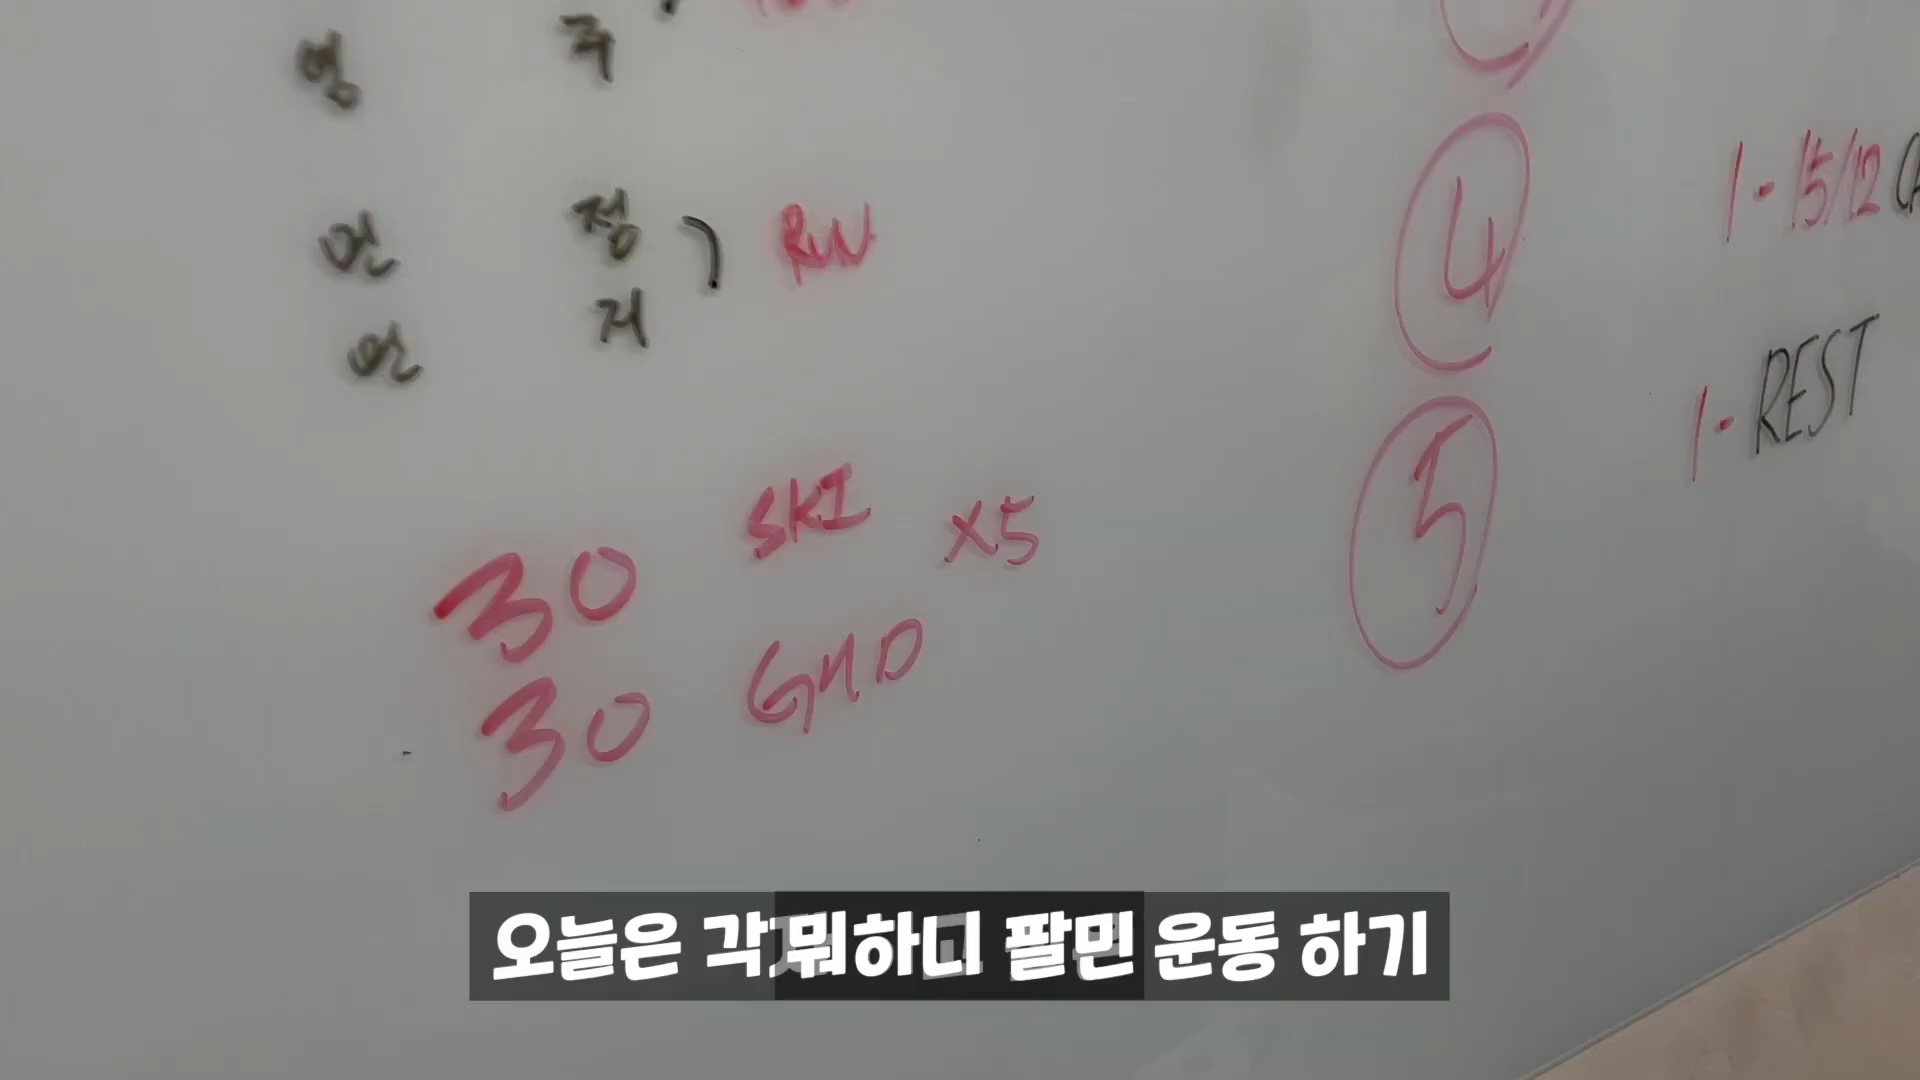 영 주
언 정 ) RUN
언 저
30 SKI X5
30 GHD
4
1 - 15/12
5
1 - REST
오늘은 각
뭐하니 팔민
운동 하기